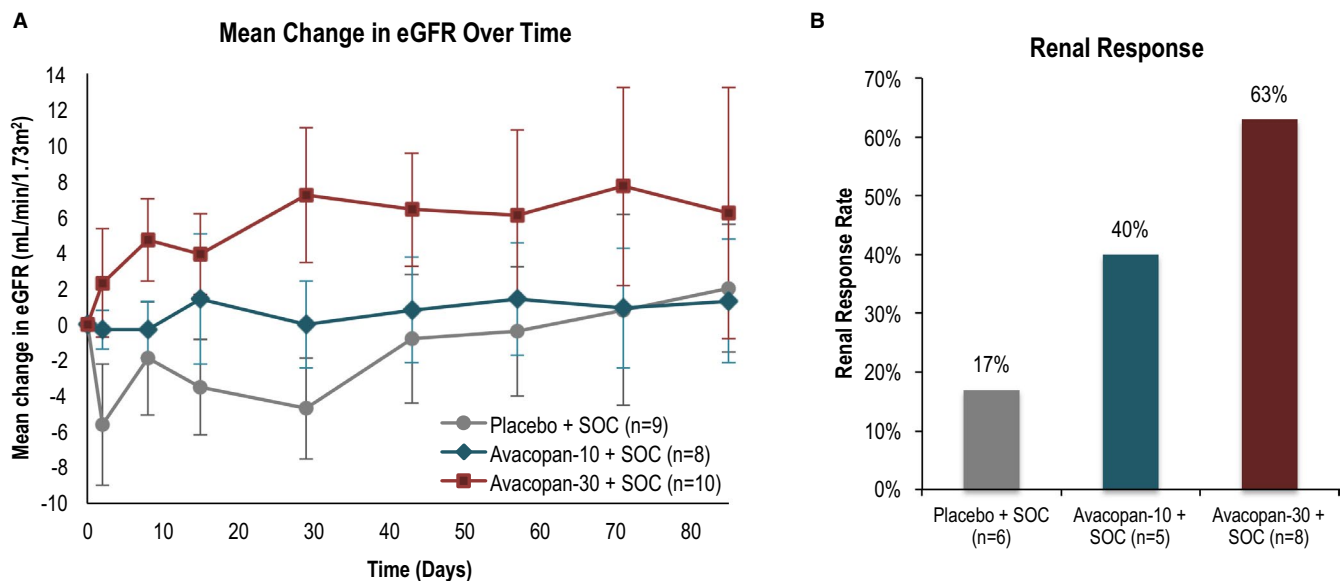 A
Mean Change in eGFR Over Time
Mean change in eGFR (mL/min/1.73m²)
14
12
10
8
6
4
2
0
-2
-4
-6
-8
-10
0
10
20
30
40
50
60
70
80
Time (Days)
Placebo + SOC (n=9)
Avacopan-10 + SOC (n=8)
Avacopan-30 + SOC (n=10)
B
Renal Response
Renal Response Rate
70%
60%
50%
40%
30%
20%
10%
0%
17%
40%
63%
Placebo + SOC
(n=6)
Avacopan-10 +
SOC (n=5)
Avacopan-30 +
SOC (n=8)